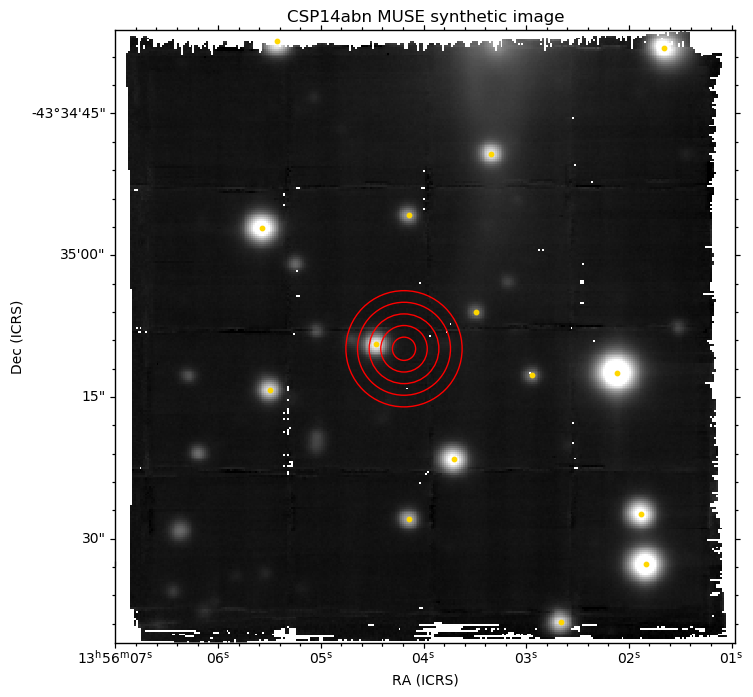 CSP14abn MUSE synthetic image
-43°34'45"
35'00"
15"
30"
Dec (ICRS)
13h56m07s 06s 05s 04s 03s 02s 01s
RA (ICRS)